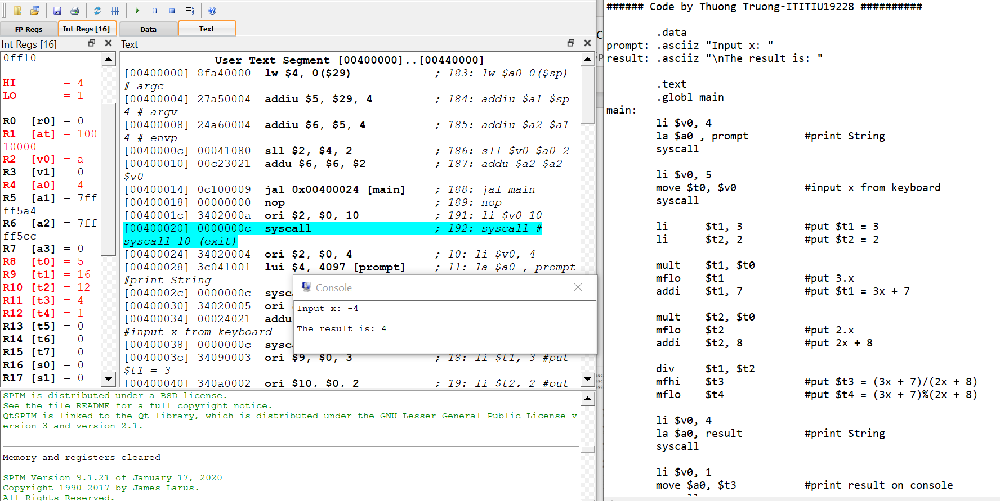 FP Regs
Int Regs [16]
Data
Text
Int Regs [16]
0ff10
HI = 4
LO = 1
R0 [r0] = 0
R1 [at] = 100
10000
R2 [v0] = a
R3 [v1] = 0
R4 [a0] = 4
R5 [a1] = 7ff
ff5a4
R6 [a2] = 7ff
ff5cc
R7 [a3] = 0
R8 [t0] = 5
R9 [t1] = 16
R10 [t2] = 12
R11 [t3] = 4
R12 [t4] = 1
R13 [t5] = 0
R14 [t6] = 0
R15 [t7] = 0
R16 [s0] = 0
R17 [s1] = 0
Text
User Text Segment [00400000]..[00440000]
[00400000] 8fa40000 lw $4, 0($29) ; 183: lw $a0 0($sp)
# argc
[00400004] 27a50004 addiu $5, $29, 4 ; 184: addiu $a1 $sp
4 # argv
[00400008] 24a60004 addiu $6, $5, 4 ; 185: addiu $a2 $a1
4 # envp
[0040000c] 00041080 sll $2, $4, 2 ; 186: sll $v0 $a0 2
[00400010] 00c23021 addu $6, $6, $2 ; 187: addu $a2 $a2
$v0
[00400014] 0c100009 jal 0x00400024 [main] ; 188: jal main
[00400018] 00000000 nop ; 189: nop
[0040001c] 3402000a ori $2, $0, 10 ; 191: li $v0 10
[00400020] 0000000c syscall ; 192: syscall #
syscall 10 (exit)
[00400024] 34020004 ori $2, $0, 4 ; 10: li $v0, 4
[00400028] 3c041001 lui $4, 4097 [prompt] ; 11: la $a0 , prompt
#print String
[0040002c] 0000000c sysc
[00400030] 34020005 ori
[00400034] 00024021 addu
#input x from keyboard
[00400038] 0000000c sysc
[0040003c] 34090003 ori $9, $0, 3 ; 18: li $t1, 3 #put
$t1 = 3
[00400040] 340a0002 ori $10, $0, 2 ; 19: li $t2, 2 #put
Console
Input x: -4
The result is: 4
SPIM is distributed under a BSD license.
See the file README for a full copyright notice.
QtSPIM is linked to the Qt library, which is distributed under the GNU Lesser General Public License v
ersion 3 and version 2.1.
Memory and registers cleared
SPIM Version 9.1.21 of January 17, 2020
Copyright 1990-2017 by James Larus.
All Rights Reserved.
###### Code by Thuong Truong-ITITIU19228 ##########
.data
prompt: .asciiz "Input x: "
result: .asciiz "\nThe result is: "
.text
.globl main
main:
li $v0, 4
la $a0 , prompt #print String
syscall
li $v0, 5
move $t0, $v0 #input x from keyboard
syscall
li $t1, 3 #put $t1 = 3
li $t2, 2 #put $t2 = 2
mult $t1, $t0
mflo $t1 #put 3.x
addi $t1, 7 #put $t1 = 3x + 7
mult $t2, $t0
mflo $t2 #put 2.x
addi $t2, 8 #put 2x + 8
div $t1, $t2
mfhi $t3 #put $t3 = (3x + 7)/(2x + 8)
mflo $t4 #put $t4 = (3x + 7)%(2x + 8)
li $v0, 4
la $a0, result #print String
syscall
li $v0, 1
move $a0, $t3 #print result on console